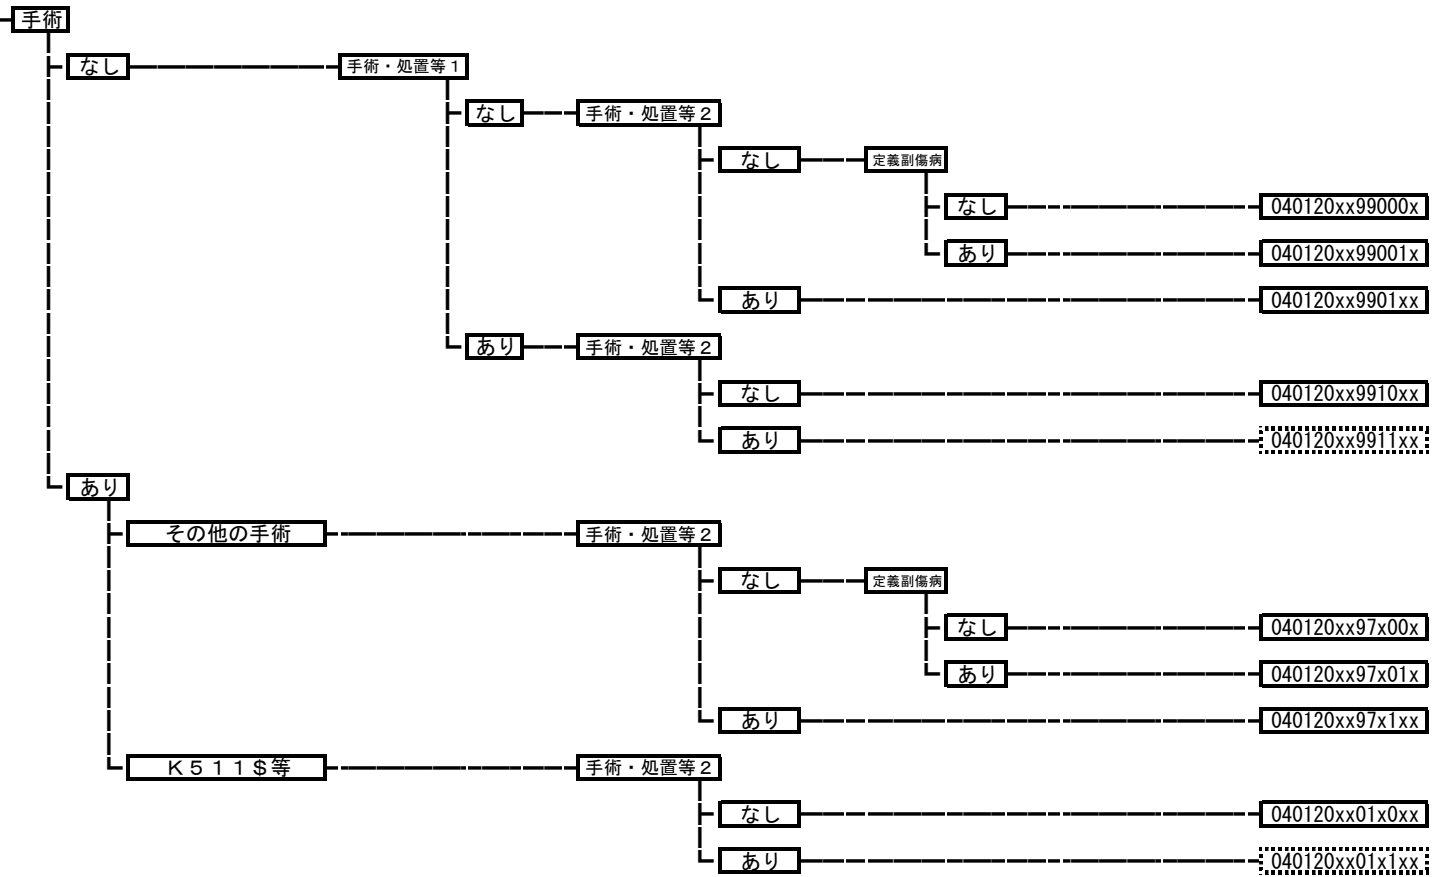 手術
なし 手術・処置等１
なし 手術・処置等２
なし 定義副傷病
なし 040120xx99000x
あり 040120xx99001x
あり 040120xx9901xx
あり 手術・処置等２
なし 040120xx9910xx
あり 040120xx9911xx
あり
その他の手術 手術・処置等２
なし 定義副傷病
なし 040120xx97x00x
あり 040120xx97x01x
あり 040120xx97x1xx
Ｋ５１１＄等 手術・処置等２
なし 040120xx01x0xx
あり 040120xx01x1xx